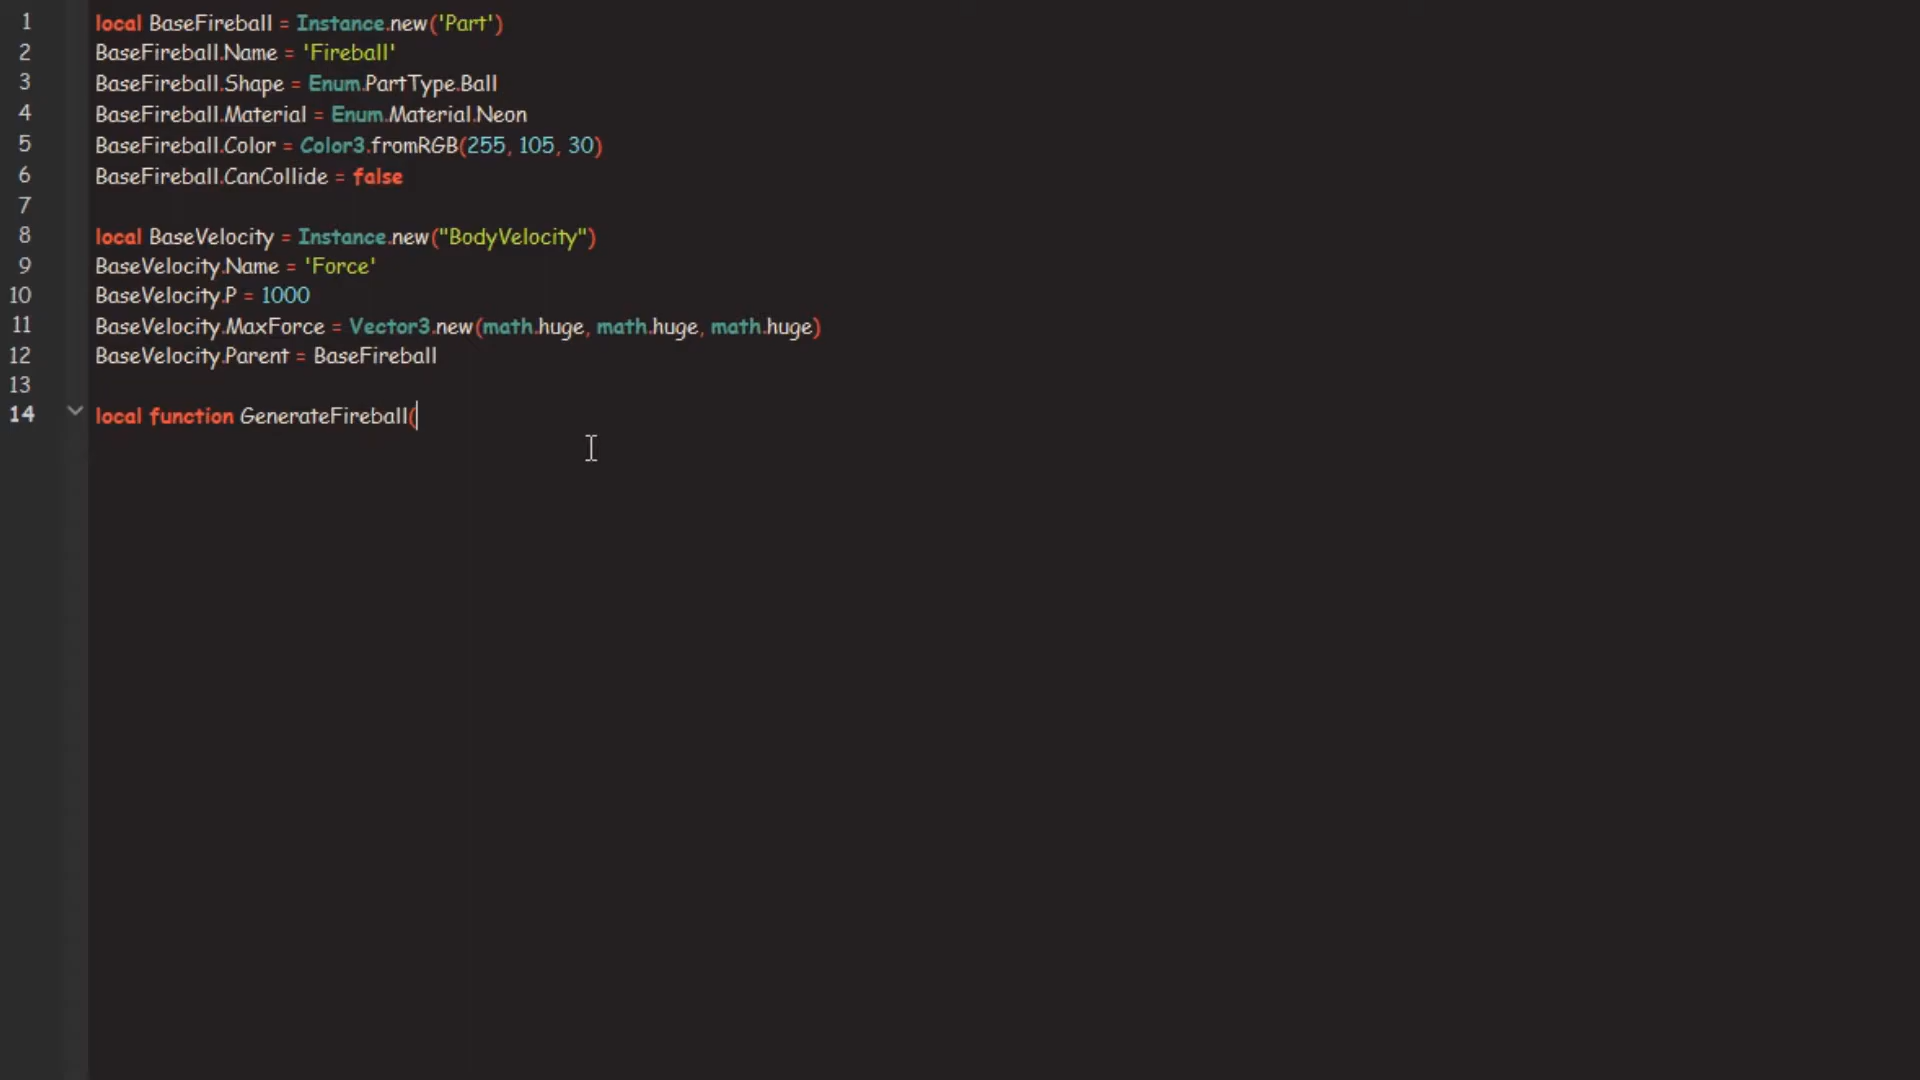 1 local BaseFireball = Instance.new('Part')
2 BaseFireball.Name = 'Fireball'
3 BaseFireball.Shape = Enum.PartType.Ball
4 BaseFireball.Material = Enum.Material.Neon
5 BaseFireball.Color = Color3.fromRGB(255, 105, 30)
6 BaseFireball.CanCollide = false
7
8 local BaseVelocity = Instance.new("BodyVelocity")
9 BaseVelocity.Name = 'Force'
10 BaseVelocity.P = 1000
11 BaseVelocity.MaxForce = Vector3.new(math.huge, math.huge, math.huge)
12 BaseVelocity.Parent = BaseFireball
13
14 local function GenerateFireball(